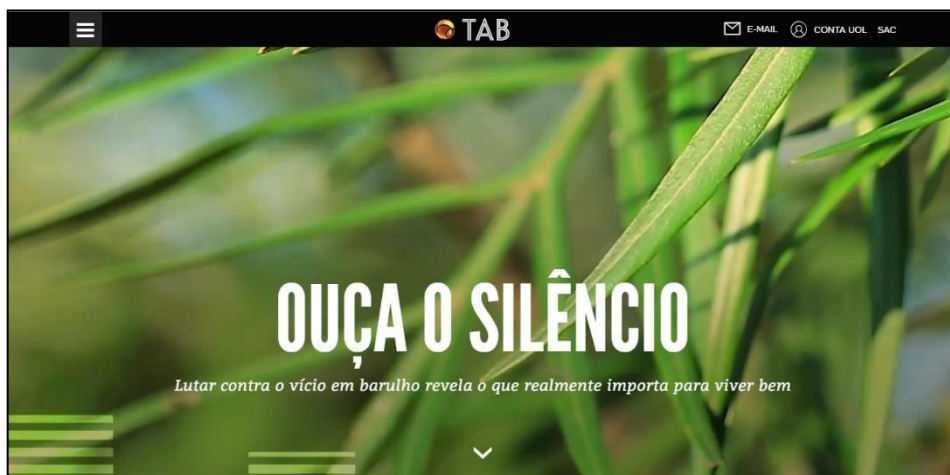 TAB
E-MAIL CONTA UOL SAC
OUÇA O SILÊNCIO
Lutar contra o vício em barulho revela o que realmente importa para viver bem